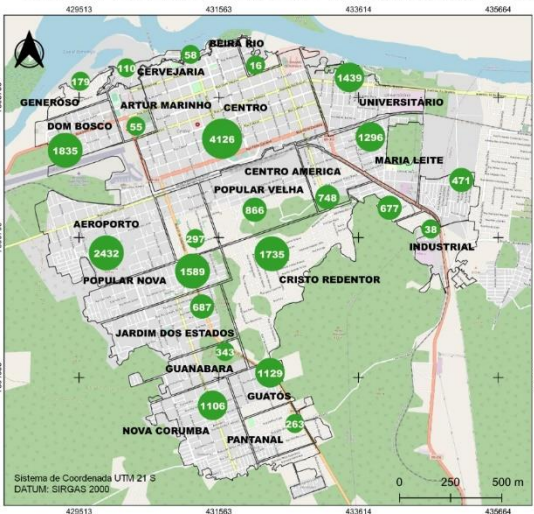 429513 431563 433614 435664
BEIRA RIO
58
16
110
CERVEJARIA
1439
179
GENEROSO
ARTUR MARINHO
CENTRO
UNIVERSITÁRIO
DOM BOSCO
55
4126
1296
1835
MARIA LEITE
CENTRO AMERICA
471
POPULAR VELHA
748
866
677
AEROPORTO
38
297
INDUSTRIAL
2432
1735
1589
POPULAR NOVA
CRISTO REDENTOR
687
JARDIM DOS ESTADOS
343
GUANABARA
1129
GUATÓS
1106
263
NOVA CORUMBA
PANTANAL
Sistema de Coordenada UTM 21 S
DATUM: SIRGAS 2000
0 250 500 m
429513 431563 433614 435664